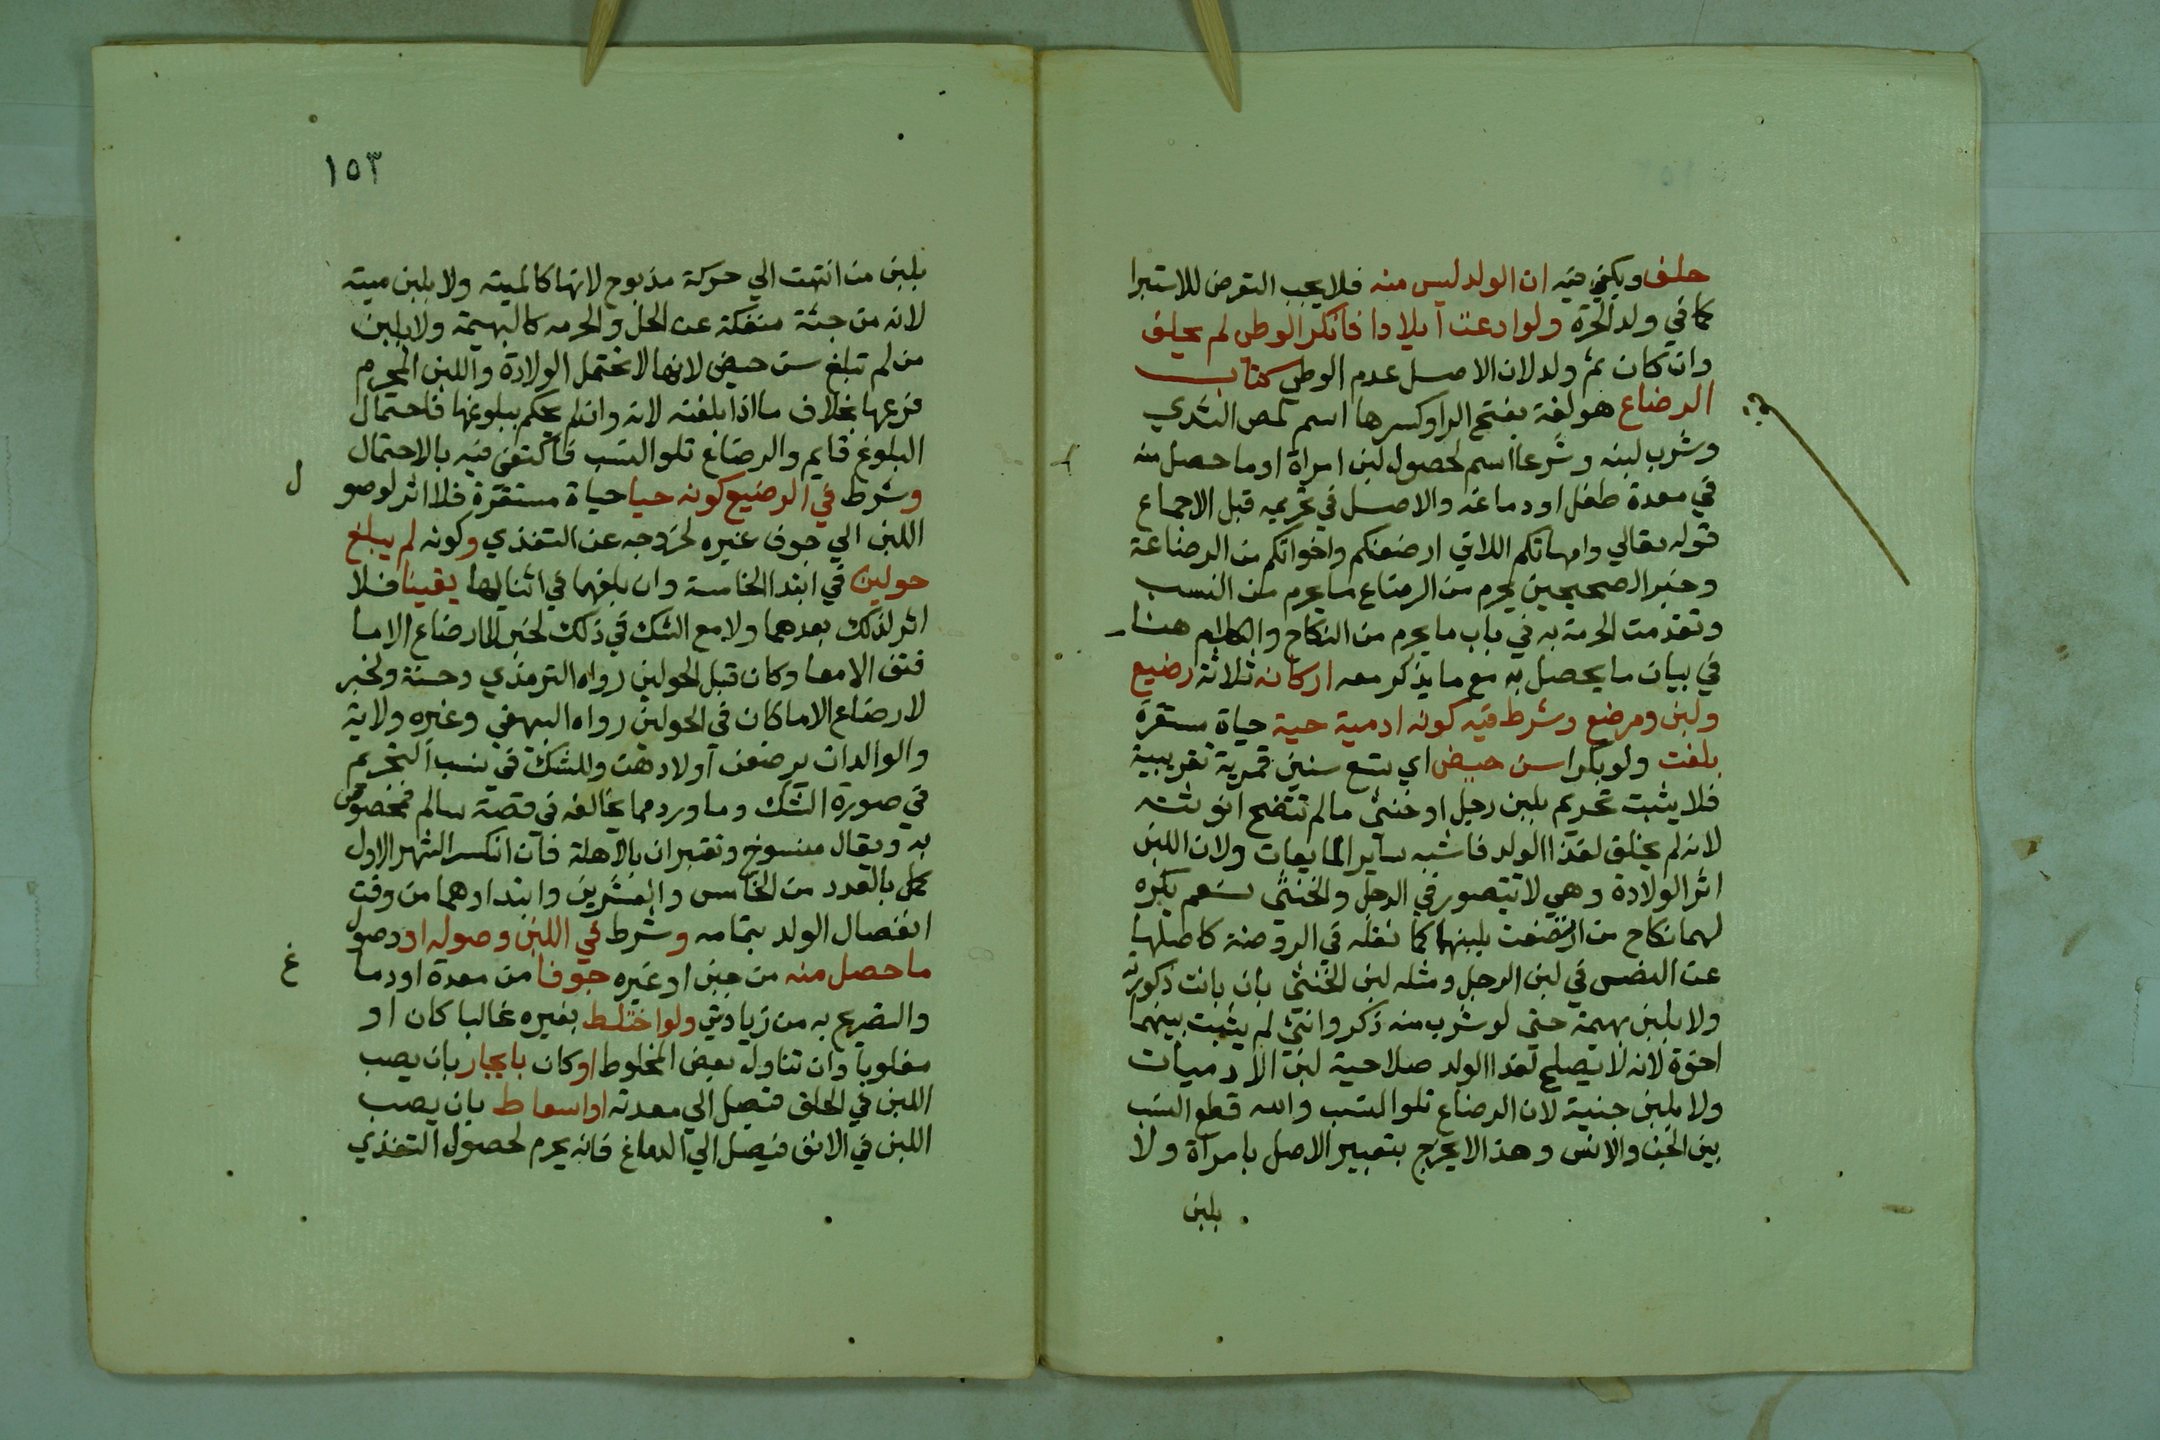 حلف ويكفي فيه ان الولد ليس منه فلا يجب التعرض للاستبرا
كما في ولد الحرة ولو ادعت ايلادا فانكر الوطي لم يحلف
وان كان ثم ولد لان الاصل عدم الوطي كتاب
الرضاع هو لغة بفتح الرا وكسرها اسم لمص الثدي
وشرب لبنه وشرعا اسم لحصول لبن امراة او ما حصل منه
في معدة طفل او دماغه والاصل في تحريمه قبل الاجماع
قوله تعالي وامهاتكم اللاتي ارضعنكم واخواتكم من الرضاعة
وخبر الصحيحين يحرم من الرضاع ما يحرم من النسب
وتقدمت الحرمة به في باب ما يحرم من النكاح والكلام هنا
في بيان ما يحصل به مع ما يذكر معه اركانه ثلاثة رضيع
ولبن ومرضع وشرط فيه كونه ادمية حية حياة مستقرة
بلغت ولو بكرا سن حيض اي تسع سنين قمرية تقريبية
فلا يثبت تحريم بلبن رجل او خنثى ما لم تتضح انوثته
لانه لم يخلق لغذا الولد فاشبه ساير المايعات ولان اللبن
اثر الولادة وهي لا تتصور في الرجل والخنثى نعم يكره
لهما نكاح من ارتضعت بلبنهما كما نقله في الروضة كاصلها
عن النص في لبن الرجل ومثله لبن الخنثى بان بانت ذكورته
ولا بلبن بهيمة حتى لو شرب منه ذكر وانثى لم يثبت بينهما
اخوة لانه لا يصلح لغذا الولد صلاحية لبن الادميات
ولا بلبن جنية لان الرضاع تلو النسب والله قطع النسب
بين الجن والانس وهذا لا يخرج بتعبير الاصل بامراة ولا
بلبن
١٥٣
بلبن من انتهت الي حركة مذبوح لانها كالميته ولا بلبن ميته
لانه من جثة منفكة عن الحل والحرمه كالبهيمة ولا بلبن
من لم تبلغ سن حيض لانها لا تحتمل الولادة واللبن المحرم
فرعها بخلاف ما اذا بلغته لانه وان لم يحكم ببلوغها فاحتمال
البلوغ قايم والرضاع تلو النسب فاكتفي فيه بالاحتمال
وشرط في الرضيع كونه حيا حياة مستقرة فلا اثر لوصو
ل
اللبن الي جوف غيره لخروجه عن التغذي وكونه لم يبلغ
حولين في ابتدا الخامسة وان بلغهما في اثنايها يقينا فلا
اثر لذلك بعدهما ولا مع الشك في ذلك لخبر لا رضاع الا ما
فتق الامعا وكان قبل الحولين رواه الترمذي وحسنه ولخبر
لا رضاع الا ما كان في الحولين رواه البيهقي وغيره ولاية
والوالدات يرضعن اولادهن وللشك في سبب التحريم
في صورة الشك وما ورد مما يخالفه في قصة سالم فمخصوص
به ويقال منسوخ وتعتبران بالاهلة فان انكسر الشهر الاول
كمل بالعدد من الخامس والعشرين وابتداوهما من وقت
انفصال الولد بتمامه وشرط في اللبن وصوله او وصول
ما حصل منه من جبن او غيره جوفا من معدة او دما
غ
والتصريح به من زيادتي ولو اختلط بغيره غالبا كان او
مغلوبا وان تناول بعض المخلوط او كان بايجار بان يصب
اللبن في الحلق فيصل الي معدته او اسعاط بان يصب
اللبن في الانف فيصل الي الدماغ فانه يحرم لحصول التغذي